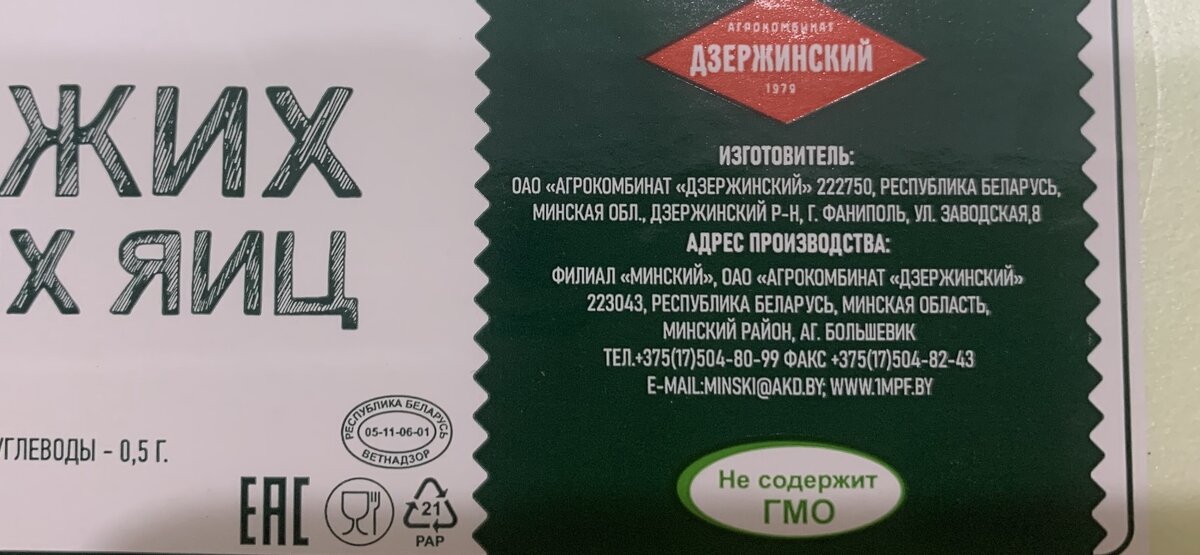 ЖИХ
Х ЯИЦ
УГЛЕВОДЫ - 0,5 Г.
РЕСПУБЛИКА БЕЛАРУСЬ
05-11-06-01
ВЕТНАДЗОР
ЕАС
21
PAP
АГРОКОМБИНАТ
ДЗЕРЖИНСКИЙ
1979
ИЗГОТОВИТЕЛЬ:
ОАО «АГРОКОМБИНАТ «ДЗЕРЖИНСКИЙ» 222750, РЕСПУБЛИКА БЕЛАРУСЬ,
МИНСКАЯ ОБЛ., ДЗЕРЖИНСКИЙ Р-Н, Г. ФАНИПОЛЬ, УЛ. ЗАВОДСКАЯ,8
АДРЕС ПРОИЗВОДСТВА:
ФИЛИАЛ «МИНСКИЙ», ОАО «АГРОКОМБИНАТ «ДЗЕРЖИНСКИЙ»
223043, РЕСПУБЛИКА БЕЛАРУСЬ, МИНСКАЯ ОБЛАСТЬ,
МИНСКИЙ РАЙОН, АГ. БОЛЬШЕВИК
ТЕЛ.+375(17)504-80-99 ФАКС +375(17)504-82-43
E-MAIL:MINSKI@AKD.BY; WWW.1MPF.BY
Не содержит
ГМО